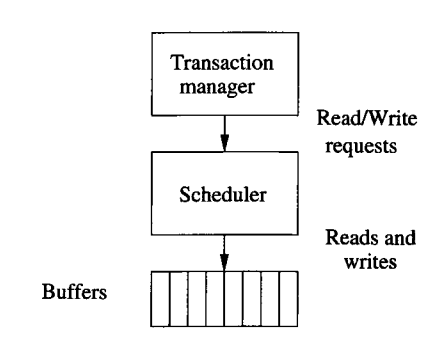 Transaction
manager
Read/Write
requests
Scheduler
Reads and
writes
Buffers